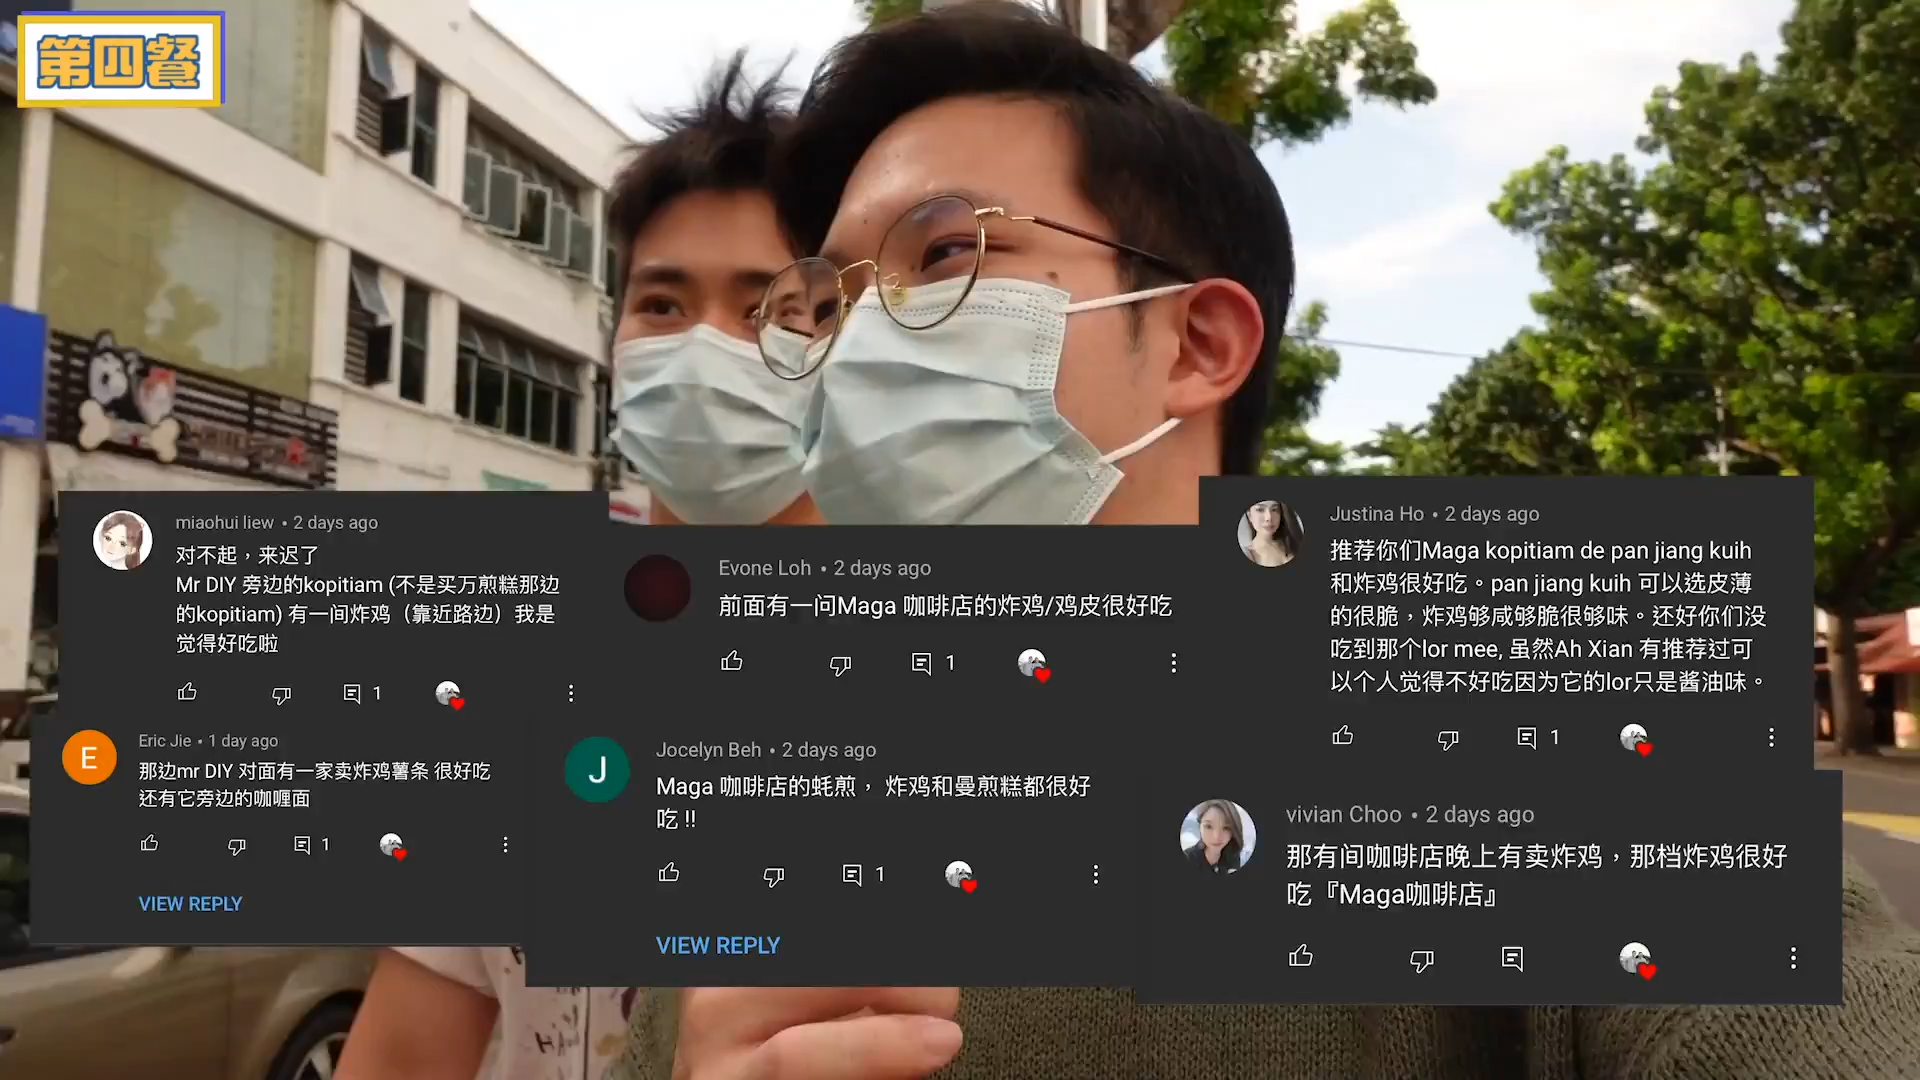 第四餐
miaohui liew • 2 days ago
对不起，来迟了
Mr DIY 旁边的kopitiam (不是买万煎糕那边
的kopitiam) 有一间炸鸡（靠近路边）我是
觉得好吃啦
1
Evone Loh • 2 days ago
前面有一问Maga 咖啡店的炸鸡/鸡皮很好吃
1
Justina Ho • 2 days ago
推荐你们Maga kopitiam de pan jiang kuih
和炸鸡很好吃。pan jiang kuih 可以选皮薄
的很脆，炸鸡够咸够脆很够味。还好你们没
吃到那个lor mee, 虽然Ah Xian 有推荐过可
以个人觉得不好吃因为它的lor只是酱油味。
1
E
Eric Jie • 1 day ago
那边mr DIY 对面有一家卖炸鸡薯条 很好吃
还有它旁边的咖喱面
1
VIEW REPLY
J
Jocelyn Beh • 2 days ago
Maga 咖啡店的蚝煎， 炸鸡和曼煎糕都很好
吃 !!
1
VIEW REPLY
vivian Choo • 2 days ago
那有间咖啡店晚上有卖炸鸡，那档炸鸡很好
吃『Maga咖啡店』